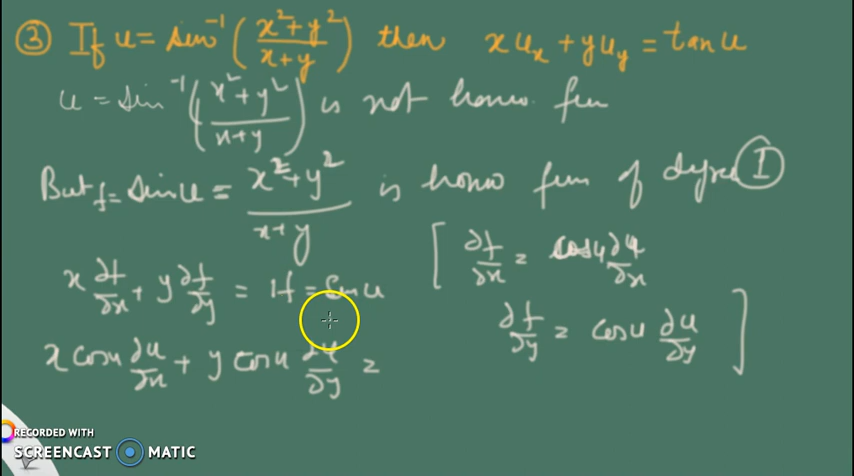 ③ If u = sin⁻¹ (x² + y² / x + y) then x uₓ + y u_y = tan u
u = sin⁻¹ (x² + y² / x + y) is not homo. fun
But f = sin u = x² + y² / x + y is homo fun of degree I
x ∂f/∂x + y ∂f/∂y = 1f = sin u [ ∂f/∂x = cos u ∂u/∂x
∂f/∂y = cos u ∂u/∂y ]
x cos u ∂u/∂x + y cos u ∂u/∂y =
RECORDED WITH
SCREENCAST MATIC